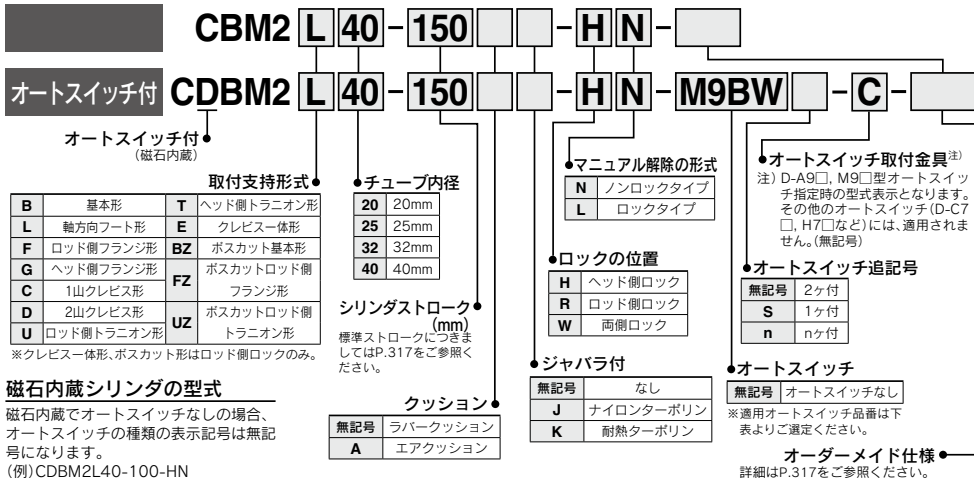 CBM2 L 40-150 -H N-
オートスイッチ付 CDBM2 L 40-150 -H N-M9BW -C-
オートスイッチ付
(磁石内蔵)
取付支持形式
B 基本形 T ヘッド側トラニオン形
L 軸方向フート形 E クレビス一体形
F ロッド側フランジ形 BZ ボスカット基本形
G ヘッド側フランジ形 FZ ボスカットロッド側
C 1山クレビス形 フランジ形
D 2山クレビス形 UZ ボスカットロッド側
U ロッド側トラニオン形 トラニオン形
※クレビス一体形、ボスカット形はロッド側ロックのみ。
磁石内蔵シリンダの型式
磁石内蔵でオートスイッチなしの場合、
オートスイッチの種類の表示記号は無記
号になります。
(例)CDBM2L40-100-HN
チューブ内径
20 20mm
25 25mm
32 32mm
40 40mm
シリンダストローク
(mm)
標準ストロークにつきま
してはP.317をご参照く
ださい。
クッション
無記号 ラバークッション
A エアクッション
マニュアル解除の形式
N ノンロックタイプ
L ロックタイプ
ロックの位置
H ヘッド側ロック
R ロッド側ロック
W 両側ロック
ジャバラ付
無記号 なし
J ナイロンターポリン
K 耐熱ターポリン
オートスイッチ取付金具注)
注) D-A9□, M9□型オートスイッ
チ指定時の型式表示となります。
その他のオートスイッチ(D-C7
□, H7□など)には、適用されま
せん。(無記号)
オートスイッチ追記号
無記号 2ヶ付
S 1ヶ付
n nヶ付
オートスイッチ
無記号 オートスイッチなし
※適用オートスイッチ品番は下
表よりご選定ください。
オーダーメイド仕様
詳細はP.317をご参照ください。